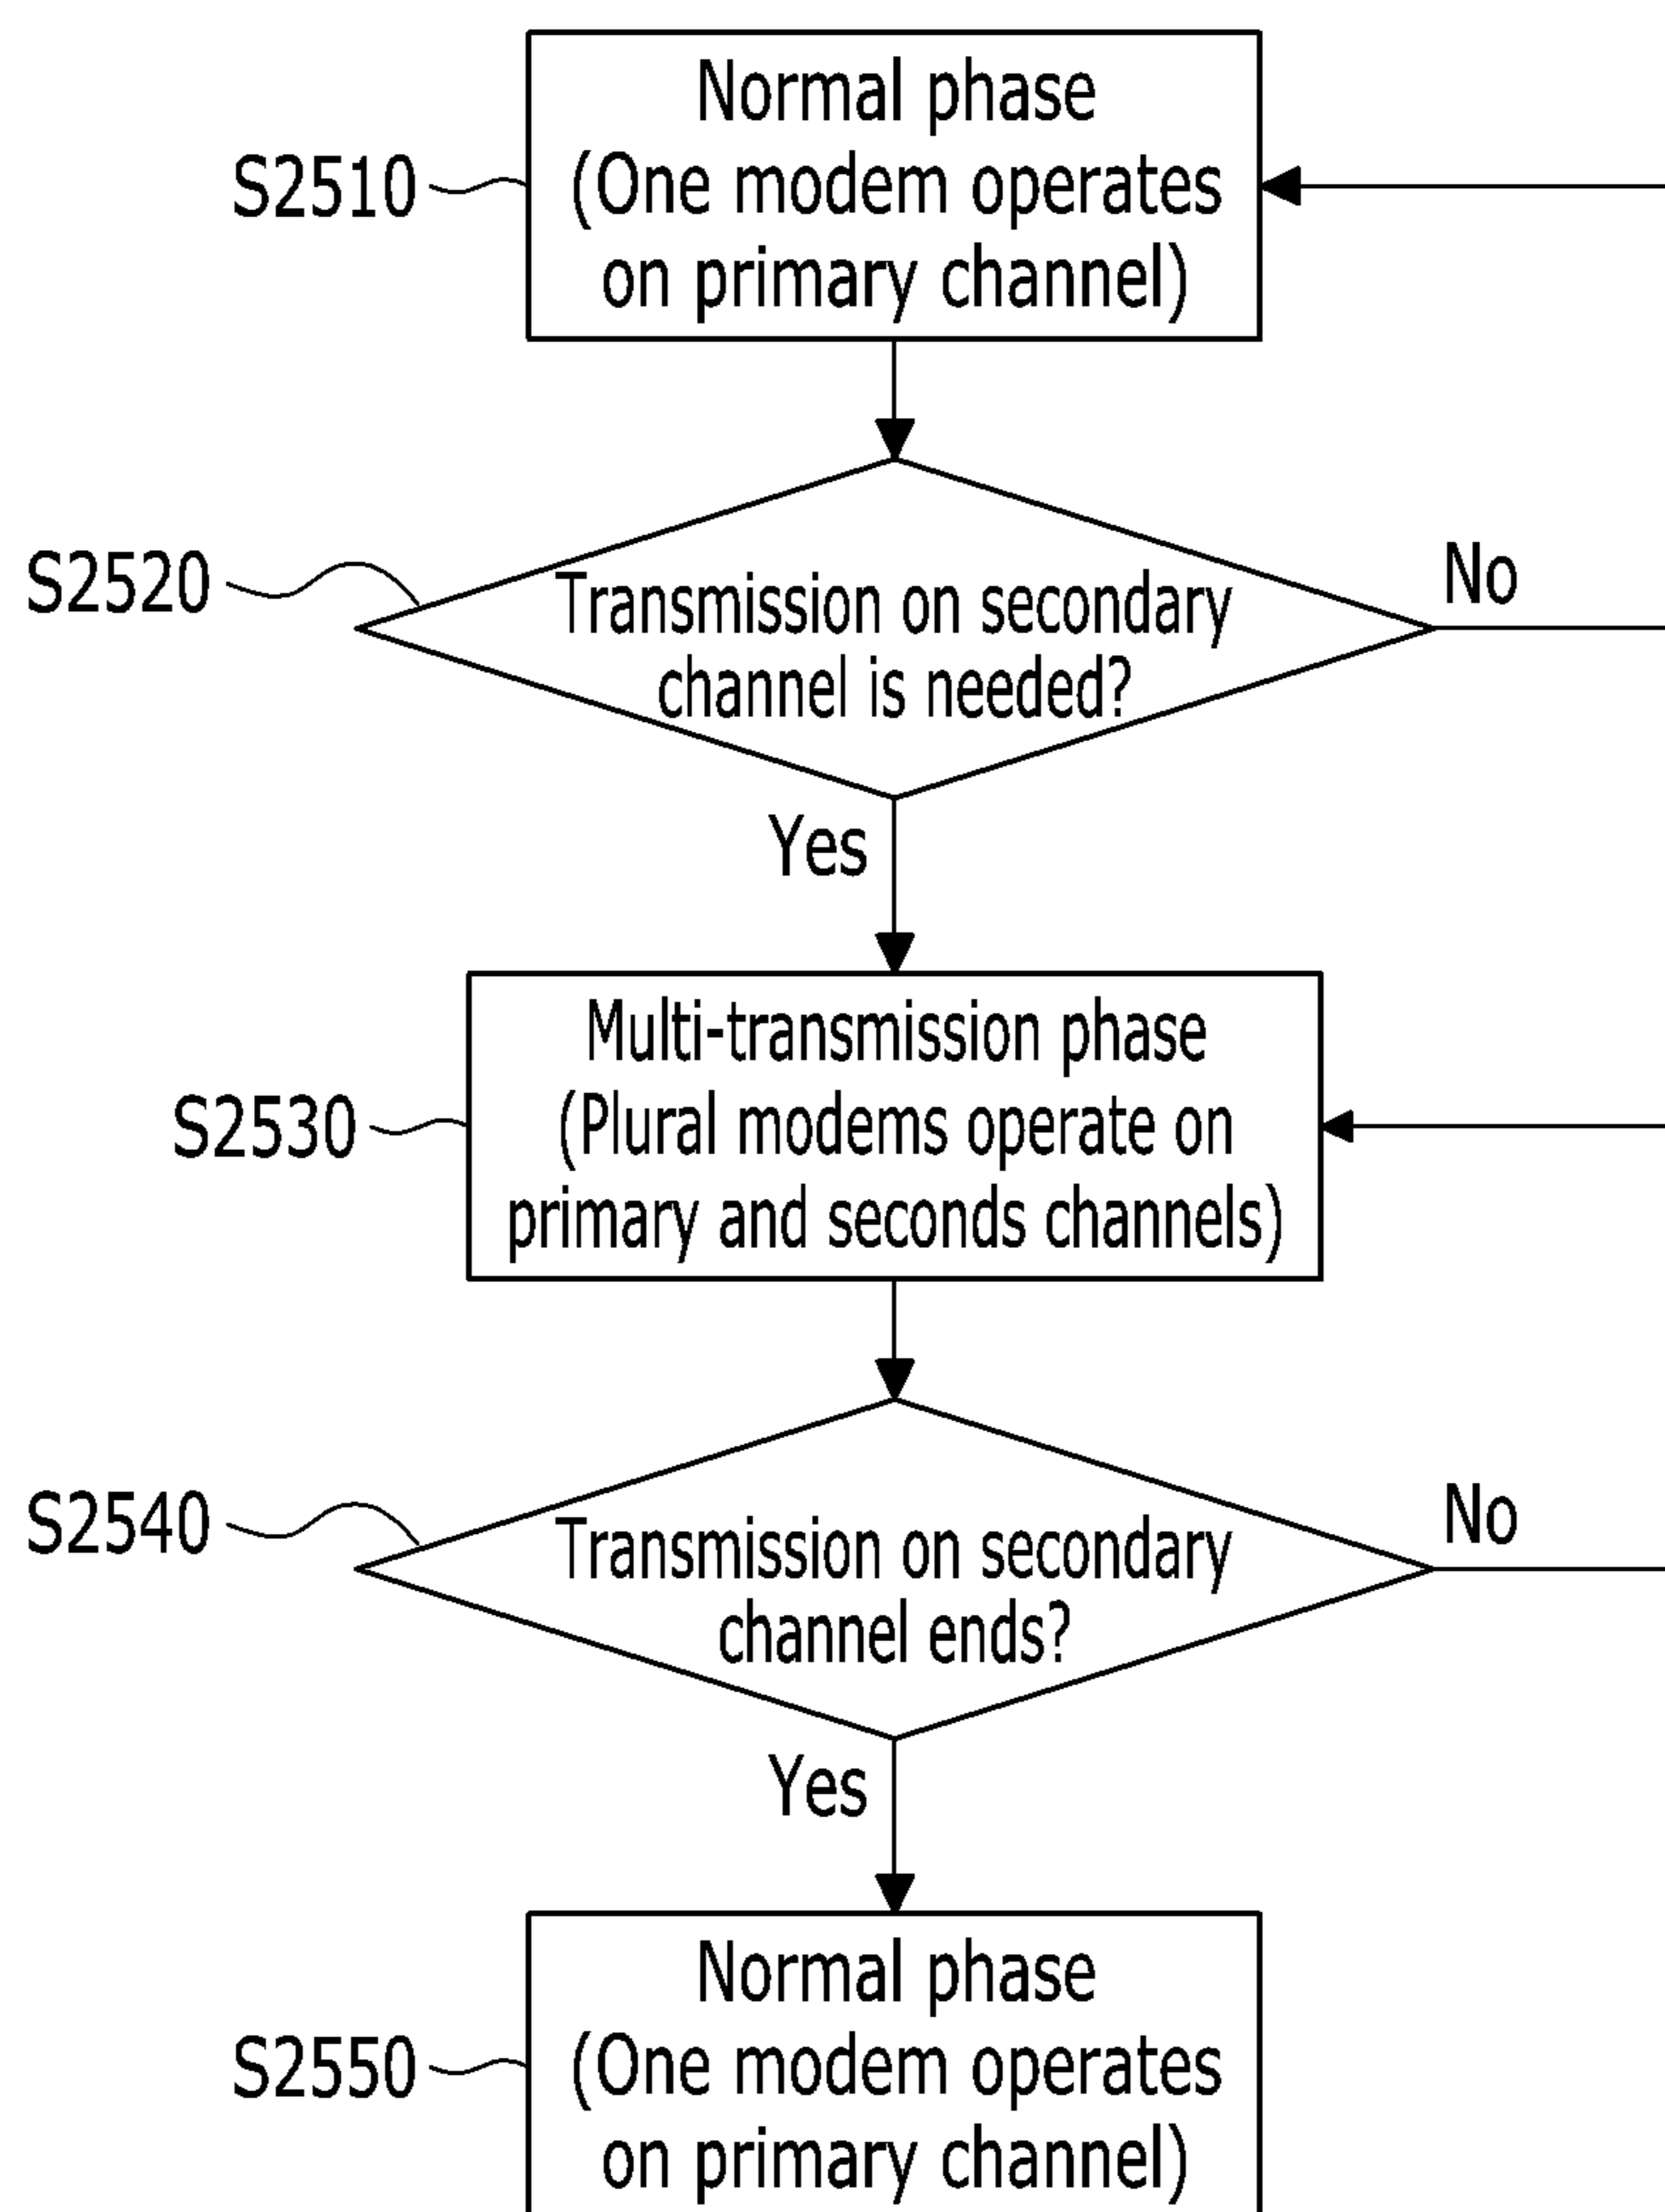 Normal phase
S2510
(One modem operates
on primary channel)
S2520
Transmission on secondary
channel is needed?
No
Yes
Multi-transmission phase
S2530
(Plural modems operate on
primary and seconds channels)
S2540
Transmission on secondary
channel ends?
No
Yes
Normal phase
S2550
(One modem operates
on primary channel)